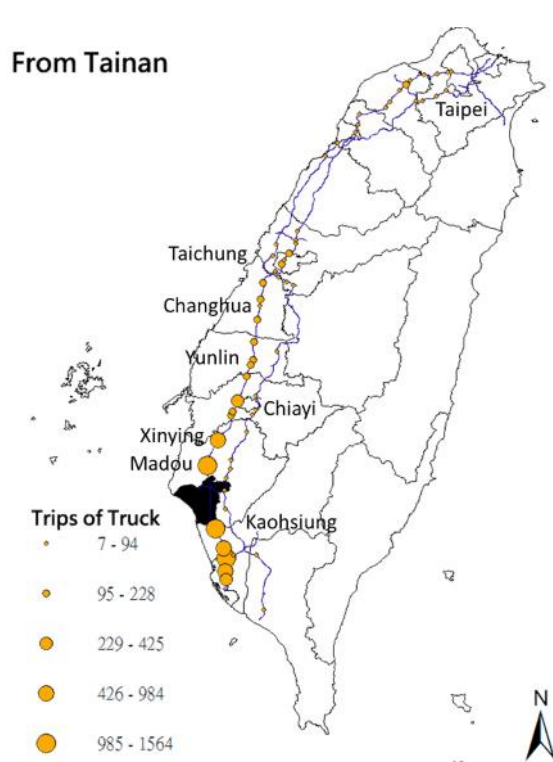 From Tainan
Taipei
Taichung
Changhua
Yunlin
Chiayi
Xinying
Madou
Kaohsiung
Trips of Truck
7 - 94
95 - 228
229 - 425
426 - 984
985 - 1564
N